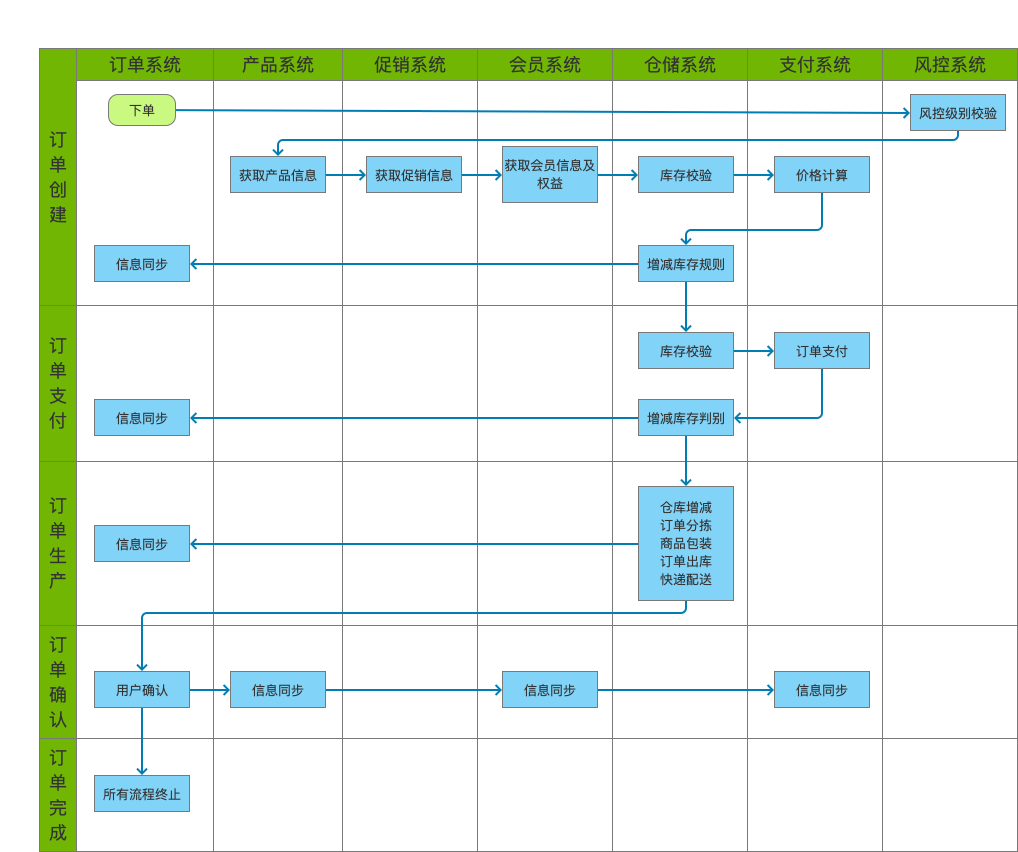 订单系统
产品系统
促销系统
会员系统
仓储系统
支付系统
风控系统
订
单
创
建
下单
风控级别校验
获取产品信息
获取促销信息
获取会员信息及
权益
库存校验
价格计算
信息同步
增减库存规则
订
单
支
付
库存校验
订单支付
信息同步
增减库存判别
订
单
生
产
信息同步
仓库增减
订单分拣
商品包装
订单出库
快递配送
订
单
确
认
用户确认
信息同步
信息同步
信息同步
订
单
完
成
所有流程终止